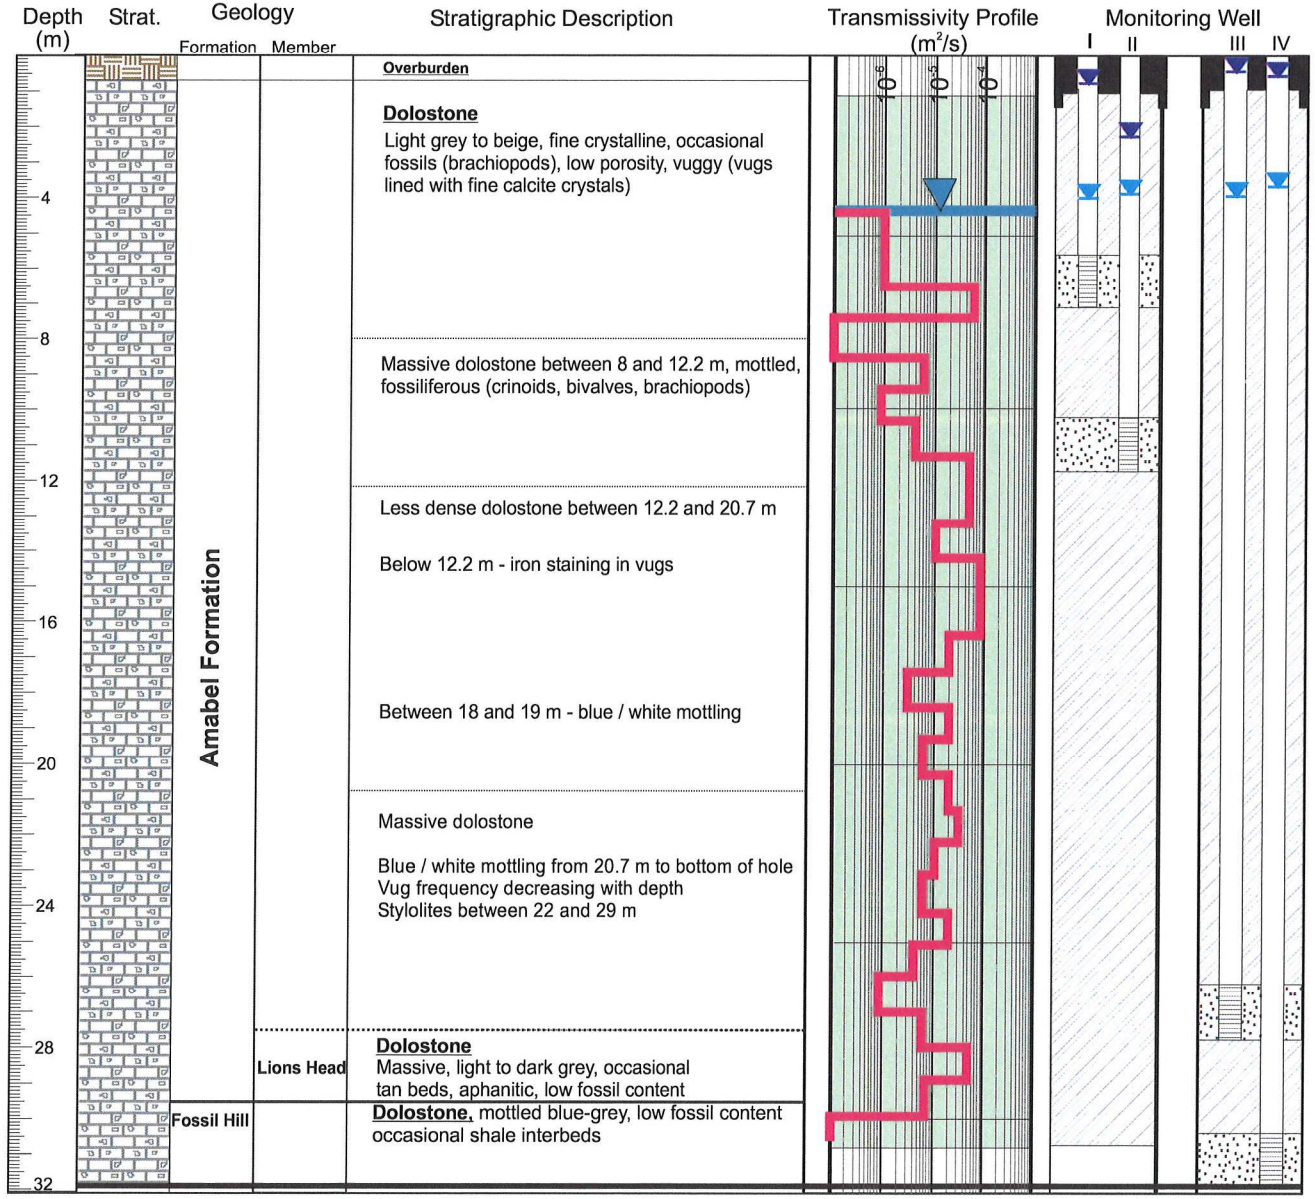 Depth
(m)
Strat.
Geology
Formation Member
Stratigraphic Description
Transmissivity Profile
(m²/s)
Monitoring Well
I II III IV
10⁻⁶ 10⁻⁵ 10⁻⁴
Overburden
Dolostone
Light grey to beige, fine crystalline, occasional
fossils (brachiopods), low porosity, vuggy (vugs
lined with fine calcite crystals)
4
8
Massive dolostone between 8 and 12.2 m, mottled,
fossiliferous (crinoids, bivalves, brachiopods)
12
Less dense dolostone between 12.2 and 20.7 m
Below 12.2 m - iron staining in vugs
Amabel Formation
16
Between 18 and 19 m - blue / white mottling
20
Massive dolostone
Blue / white mottling from 20.7 m to bottom of hole
Vug frequency decreasing with depth
24
Stylolites between 22 and 29 m
28
Dolostone
Lions Head
Massive, light to dark grey, occasional
tan beds, aphanitic, low fossil content
Fossil Hill
Dolostone, mottled blue-grey, low fossil content
occasional shale interbeds
32